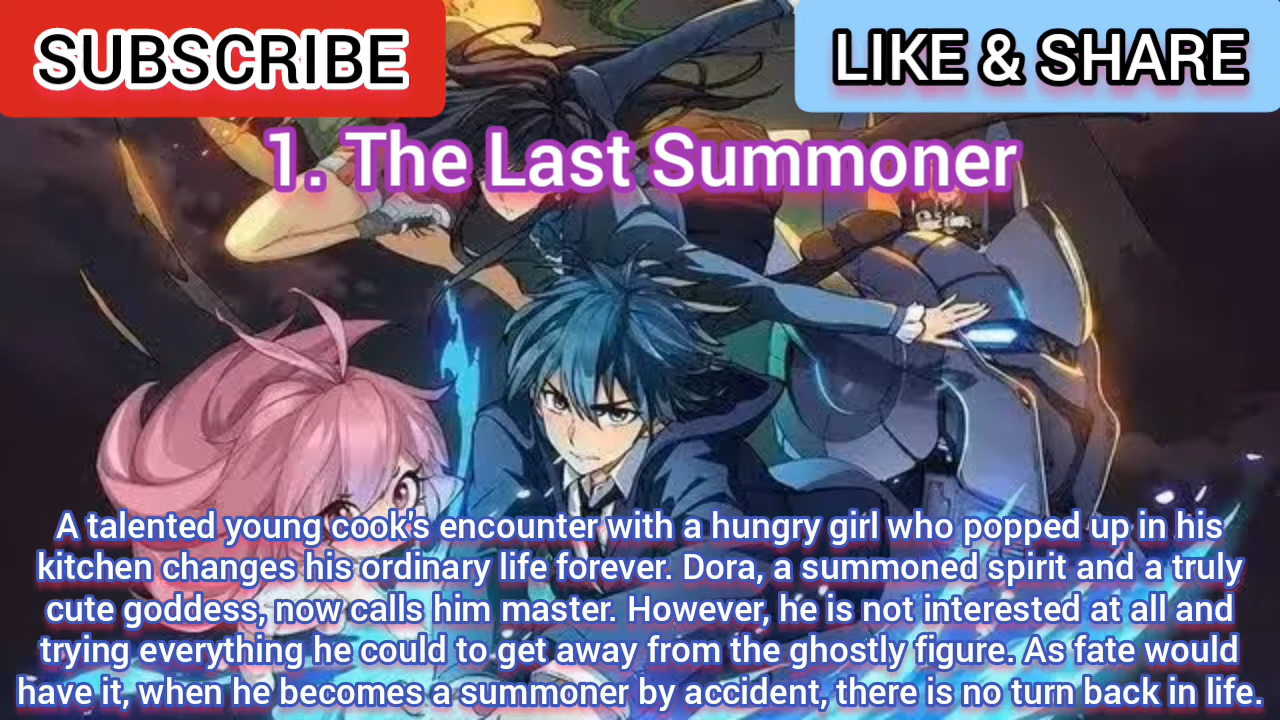 SUBSCRIBE
LIKE & SHARE
1. The Last Summoner
A talented young cook's encounter with a hungry girl who popped up in his
kitchen changes his ordinary life forever. Dora, a summoned spirit and a truly
cute goddess, now calls him master. However, he is not interested at all and
trying everything he could to get away from the ghostly figure. As fate would
have it, when he becomes a summoner by accident, there is no turn back in life.